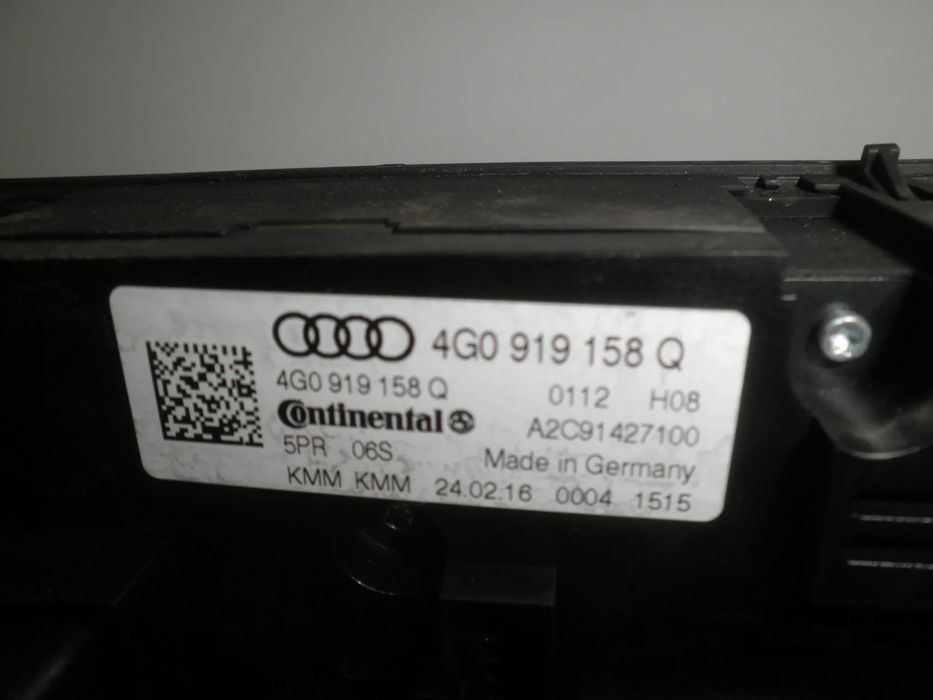 4G0 919 158 Q
4G0 919 158 Q 0112 H08
Continental A2C91427100
5PR 06S Made in Germany
KMM KMM 24.02.16 0004 1515